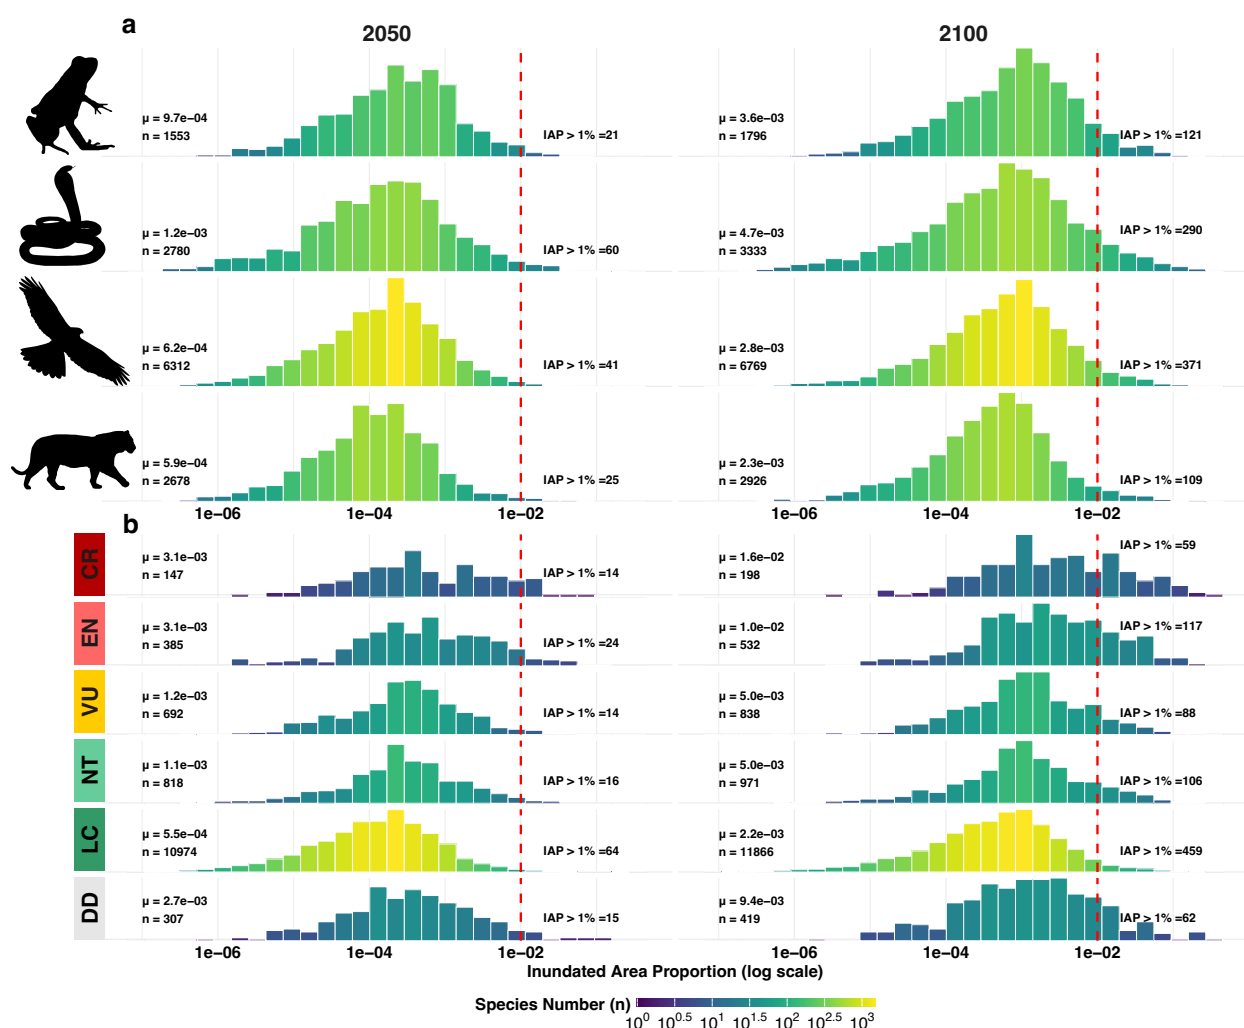 a
2050
2100
μ = 9.7e−04
n = 1553
IAP > 1% =21
μ = 3.6e−03
n = 1796
IAP > 1% =121
μ = 1.2e−03
n = 2780
IAP > 1% =60
μ = 4.7e−03
n = 3333
IAP > 1% =290
μ = 6.2e−04
n = 6312
IAP > 1% =41
μ = 2.8e−03
n = 6769
IAP > 1% =371
μ = 5.9e−04
n = 2678
IAP > 1% =25
μ = 2.3e−03
n = 2926
IAP > 1% =109
1e−06 1e−04 1e−02 1e−06 1e−04 1e−02
b
CR
μ = 3.1e−03
n = 147
IAP > 1% =14
μ = 1.6e−02
n = 198
IAP > 1% =59
EN
μ = 3.1e−03
n = 385
IAP > 1% =24
μ = 1.0e−02
n = 532
IAP > 1% =117
VU
μ = 1.2e−03
n = 692
IAP > 1% =14
μ = 5.0e−03
n = 838
IAP > 1% =88
NT
μ = 1.1e−03
n = 818
IAP > 1% =16
μ = 5.0e−03
n = 971
IAP > 1% =106
LC
μ = 5.5e−04
n = 10974
IAP > 1% =64
μ = 2.2e−03
n = 11866
IAP > 1% =459
DD
μ = 2.7e−03
n = 307
IAP > 1% =15
μ = 9.4e−03
n = 419
IAP > 1% =62
1e−06 1e−04 1e−02 1e−06 1e−04 1e−02
Inundated Area Proportion (log scale)
Species Number (n)
10^0 10^0.5 10^1 10^1.5 10^2 10^2.5 10^3